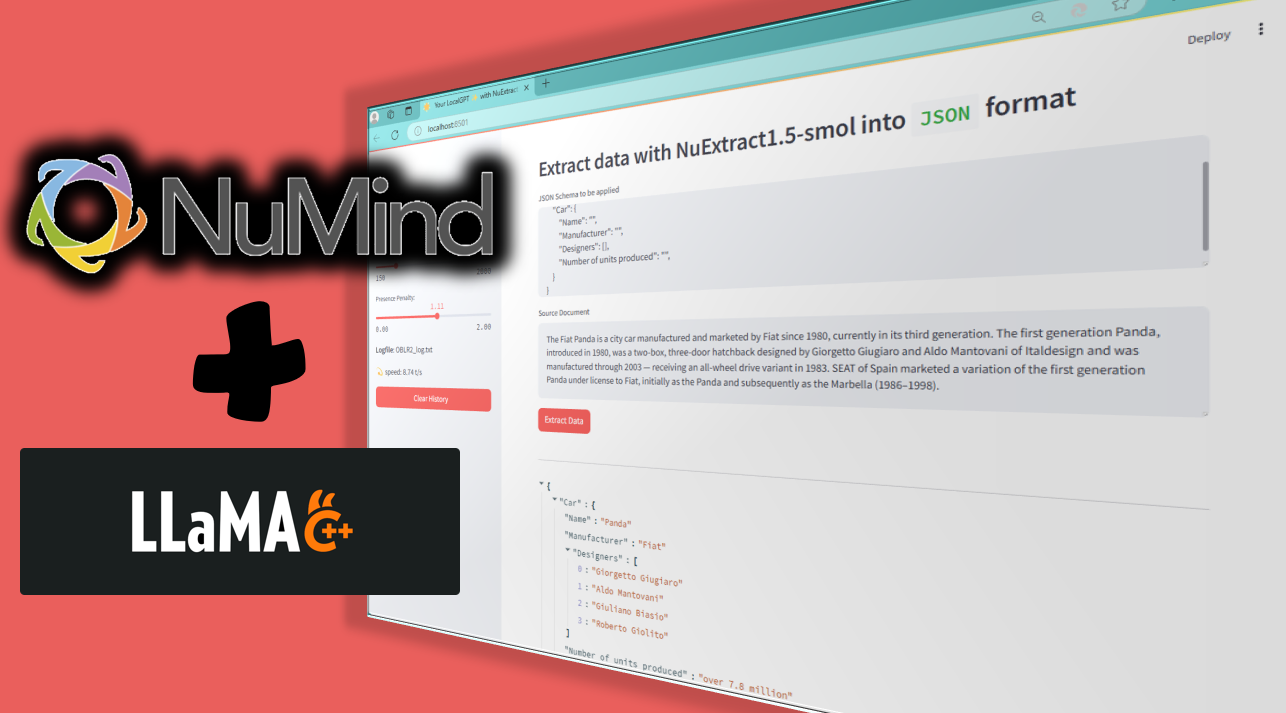 Your LocalGPT with NuExtract
localhost:8501
Deploy
Extract data with NuExtract1.5-smol into JSON format
NuMind
JSON Schema to be applied
"Car": {
"Name": "",
"Manufacturer": "",
"Designers": [],
"Number of units produced": "",
}
}
150 2000
Presence Penalty:
1.11
0.00 2.00
Logfile: OBLR2_log.txt
speed: 8.74 t/s
Clear History
Source Document
The Fiat Panda is a city car manufactured and marketed by Fiat since 1980, currently in its third generation. The first generation Panda,
introduced in 1980, was a two-box, three-door hatchback designed by Giorgetto Giugiaro and Aldo Mantovani of Italdesign and was
manufactured through 2003 — receiving an all-wheel drive variant in 1983. SEAT of Spain marketed a variation of the first generation
Panda under license to Fiat, initially as the Panda and subsequently as the Marbella (1986–1998).
Extract Data
LLaMA C++
{
"Car" : {
"Name" : "Panda"
"Manufacturer" : "Fiat"
"Designers" : [
0 : "Giorgetto Giugiaro"
1 : "Aldo Mantovani"
2 : "Giuliano Biasio"
3 : "Roberto Giolito"
]
"Number of units produced" : "over 7.8 million"